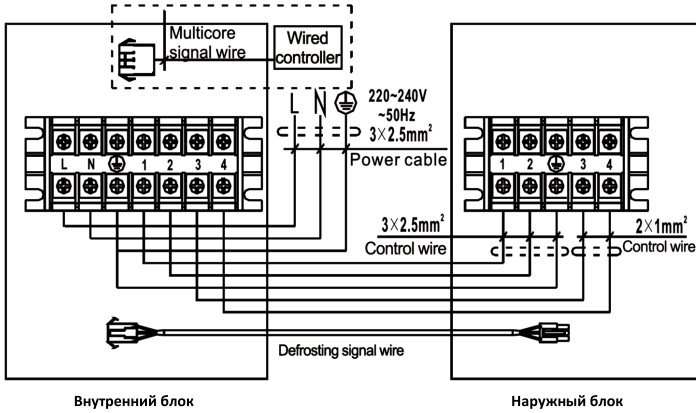 Multicore
signal wire
Wired
controller
L N
220~240V
~50Hz
3×2.5mm²
Power cable
L N 1 2 3 4
1 2 3 4
3×2.5mm²
Control wire
2×1mm²
Control wire
Defrosting signal wire
Внутренний блок
Наружный блок